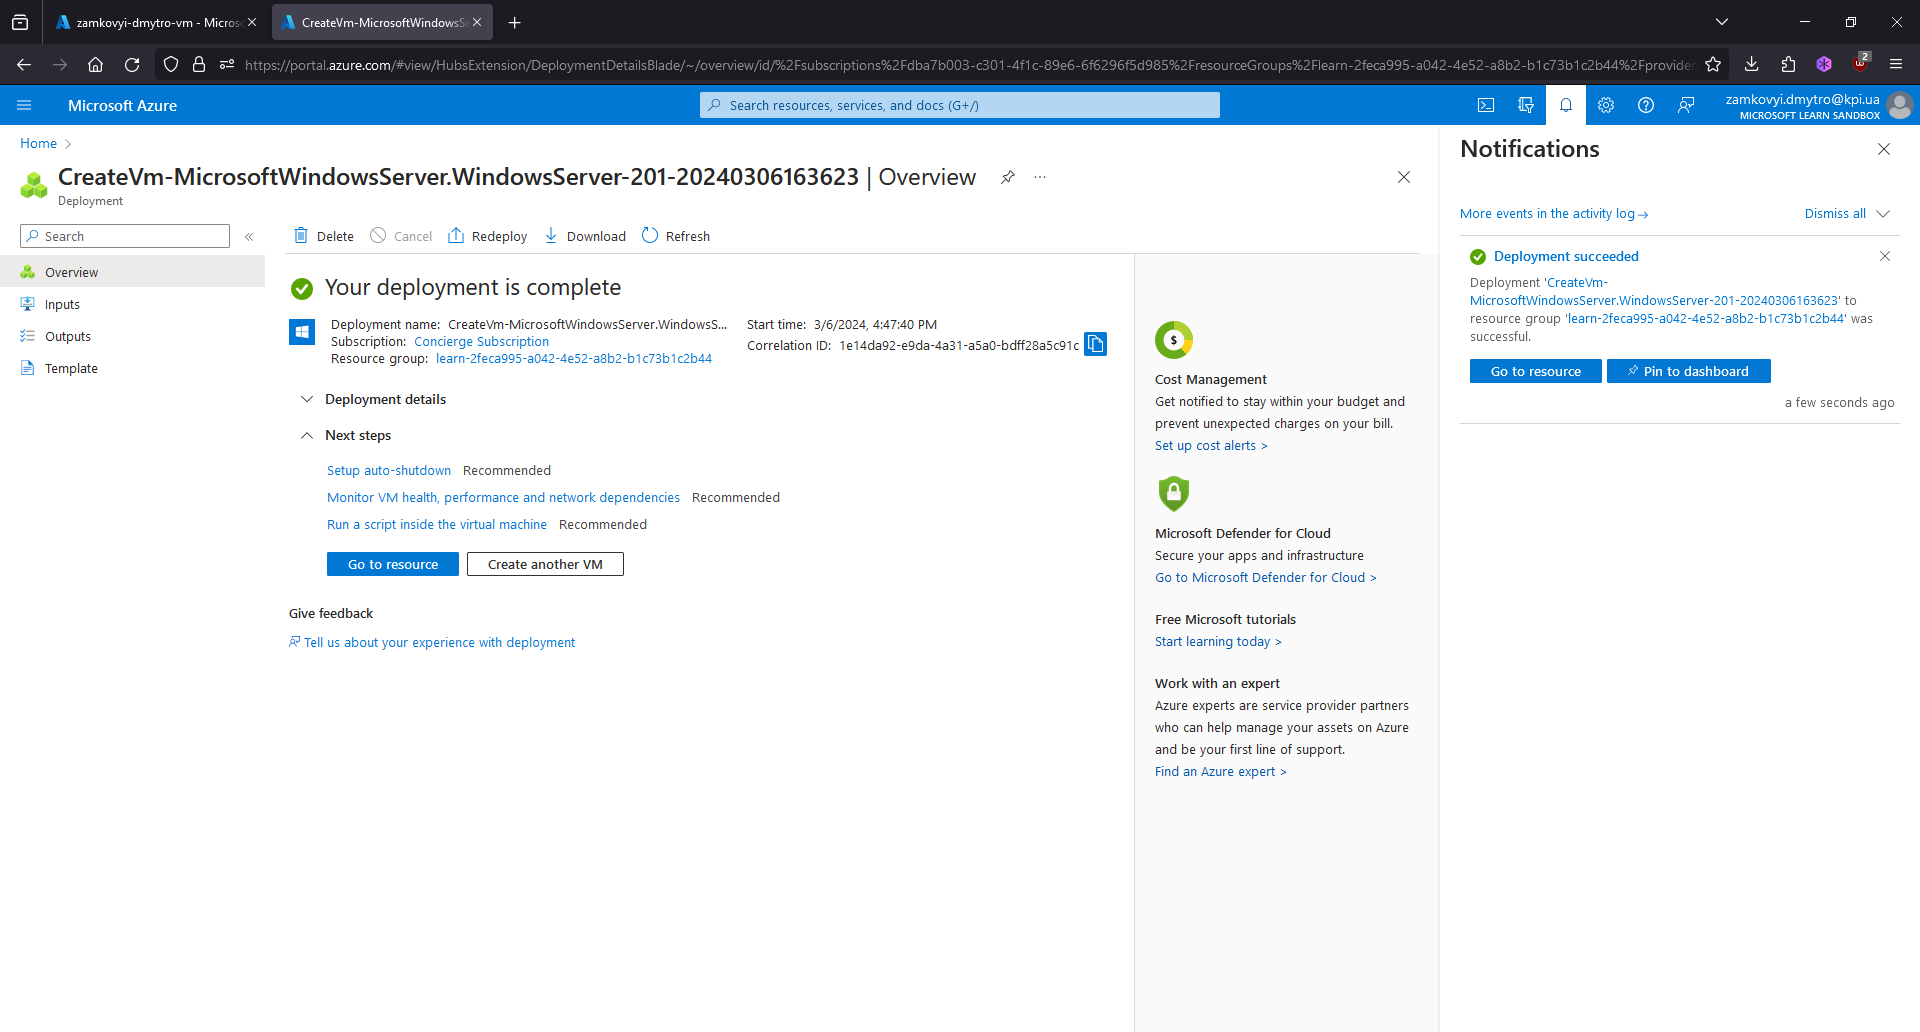 zamkovyi-dmytro-vm - Micros
CreateVm-MicrosoftWindowsSe
https://portal.azure.com/#view/HubsExtension/DeploymentDetailsBlade/~/overview/id/%2Fsubscriptions%2Fdba7b003-c301-4f1c-89e6-6f6296f5d985%2FresourceGroups%2Flearn-2feca995-a042-4e52-a8b2-b1c73b1c2b44%2Fprovider
2
Microsoft Azure
Search resources, services, and docs (G+/)
zamkovyi.dmytro@kpi.ua
MICROSOFT LEARN SANDBOX
Home
CreateVm-MicrosoftWindowsServer.WindowsServer-201-20240306163623 | Overview
Deployment
Search
Overview
Inputs
Outputs
Template
Delete
Cancel
Redeploy
Download
Refresh
Your deployment is complete
Deployment name: CreateVm-MicrosoftWindowsServer.WindowsS...
Subscription: Concierge Subscription
Resource group: learn-2feca995-a042-4e52-a8b2-b1c73b1c2b44
Start time: 3/6/2024, 4:47:40 PM
Correlation ID: 1e14da92-e9da-4a31-a5a0-bdff28a5c91c
Deployment details
Next steps
Setup auto-shutdown Recommended
Monitor VM health, performance and network dependencies Recommended
Run a script inside the virtual machine Recommended
Go to resource
Create another VM
Give feedback
Tell us about your experience with deployment
$
Cost Management
Get notified to stay within your budget and
prevent unexpected charges on your bill.
Set up cost alerts >
Microsoft Defender for Cloud
Secure your apps and infrastructure
Go to Microsoft Defender for Cloud >
Free Microsoft tutorials
Start learning today >
Work with an expert
Azure experts are service provider partners
who can help manage your assets on Azure
and be your first line of support.
Find an Azure expert >
Notifications
More events in the activity log →
Dismiss all
Deployment succeeded
Deployment 'CreateVm-
MicrosoftWindowsServer.WindowsServer-201-20240306163623' to
resource group 'learn-2feca995-a042-4e52-a8b2-b1c73b1c2b44' was
successful.
Go to resource
Pin to dashboard
a few seconds ago